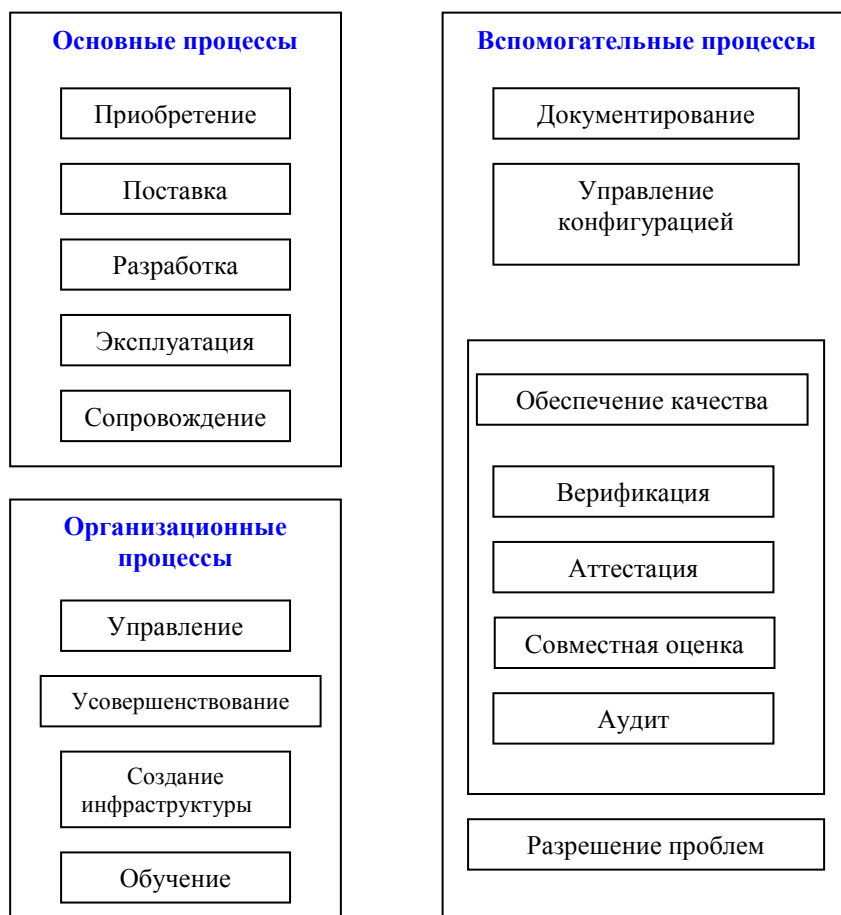 Основные процессы
Приобретение
Поставка
Разработка
Эксплуатация
Сопровождение
Организационные
процессы
Управление
Усовершенствование
Создание
инфраструктуры
Обучение
Вспомогательные процессы
Документирование
Управление
конфигурацией
Обеспечение качества
Верификация
Аттестация
Совместная оценка
Аудит
Разрешение проблем